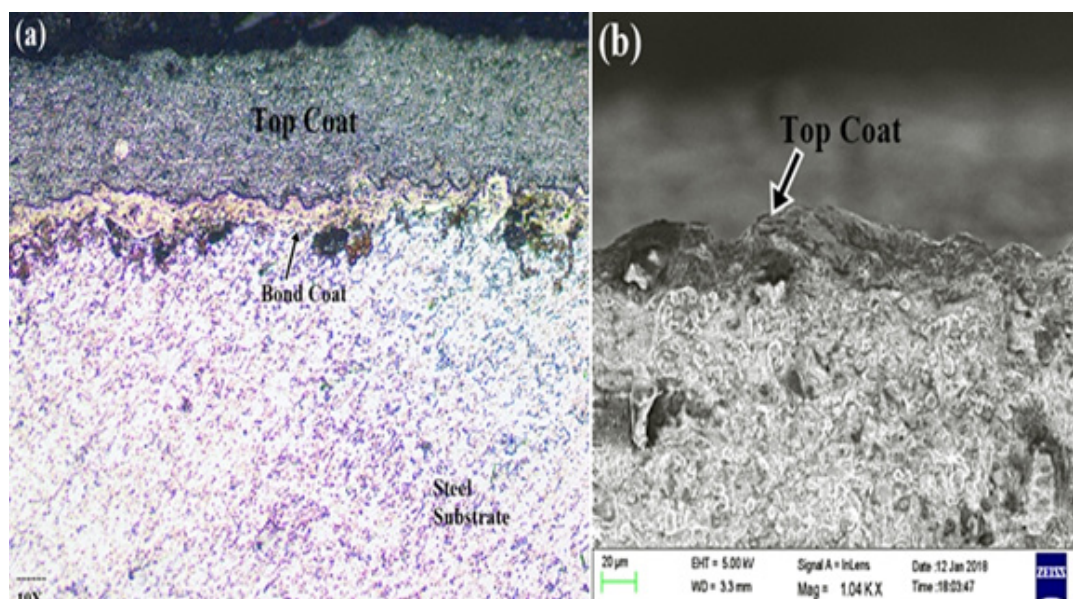 (a)
Top Coat
Bond Coat
Steel
Substrate
10X
(b)
Top Coat
20 µm
EHT = 5.00 kV
WD = 3.3 mm
Signal A = InLens
Mag = 1.04 K X
Date :12 Jan 2018
Time :18:03:47
ZEISS